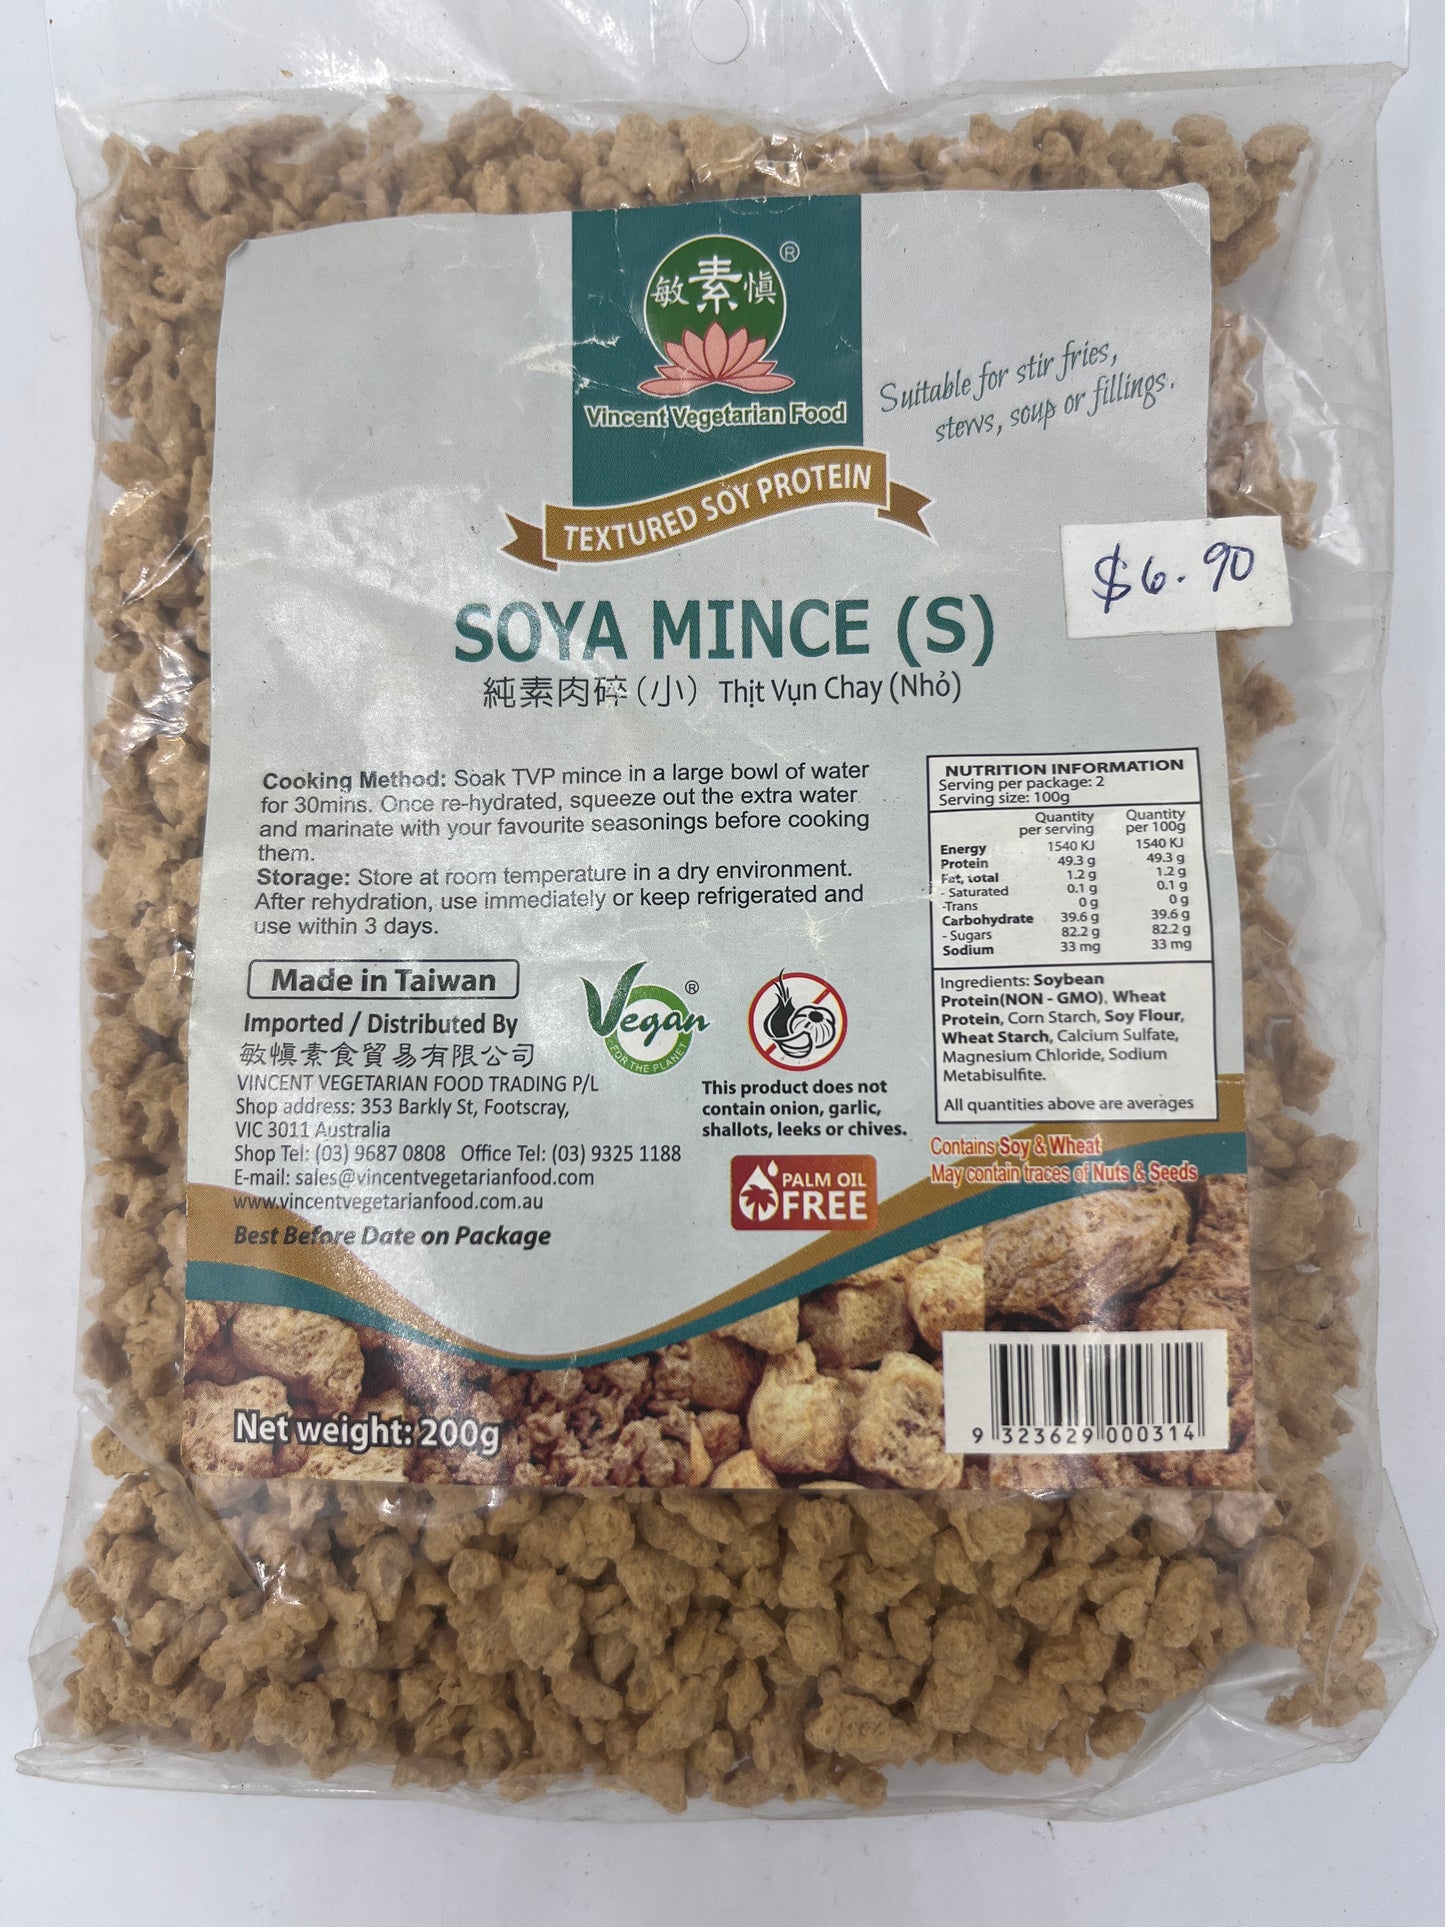 敏素慎®
Vincent Vegetarian Food
Suitable for stir fries,
stews, soup or fillings.
TEXTURED SOY PROTEIN
$6.90
SOYA MINCE (S)
純素肉碎(小) Thịt Vụn Chay (Nhỏ)
Cooking Method: Soak TVP mince in a large bowl of water
for 30mins. Once re-hydrated, squeeze out the extra water
and marinate with your favourite seasonings before cooking
them.
Storage: Store at room temperature in a dry environment.
After rehydration, use immediately or keep refrigerated and
use within 3 days.
Made in Taiwan
Imported / Distributed By
敏慎素食貿易有限公司
VINCENT VEGETARIAN FOOD TRADING P/L
Shop address: 353 Barkly St, Footscray,
VIC 3011 Australia
Shop Tel: (03) 9687 0808 Office Tel: (03) 9325 1188
E-mail: sales@vincentvegetarianfood.com
www.vincentvegetarianfood.com.au
Best Before Date on Package
Vegan®
FOR THE PLANET
This product does not
contain onion, garlic,
shallots, leeks or chives.
PALM OIL
FREE
NUTRITION INFORMATION
Serving per package: 2
Serving size: 100g
Quantity per serving Quantity per 100g
Energy 1540 KJ 1540 KJ
Protein 49.3 g 49.3 g
Fat, total 1.2 g 1.2 g
- Saturated 0.1 g 0.1 g
-Trans 0 g 0 g
Carbohydrate 39.6 g 39.6 g
- Sugars 82.2 g 82.2 g
Sodium 33 mg 33 mg
Ingredients: Soybean
Protein(NON - GMO), Wheat
Protein, Corn Starch, Soy Flour,
Wheat Starch, Calcium Sulfate,
Magnesium Chloride, Sodium
Metabisulfite.
All quantities above are averages
Contains Soy & Wheat
May contain traces of Nuts & Seeds
Net weight: 200g
9 323629 000314